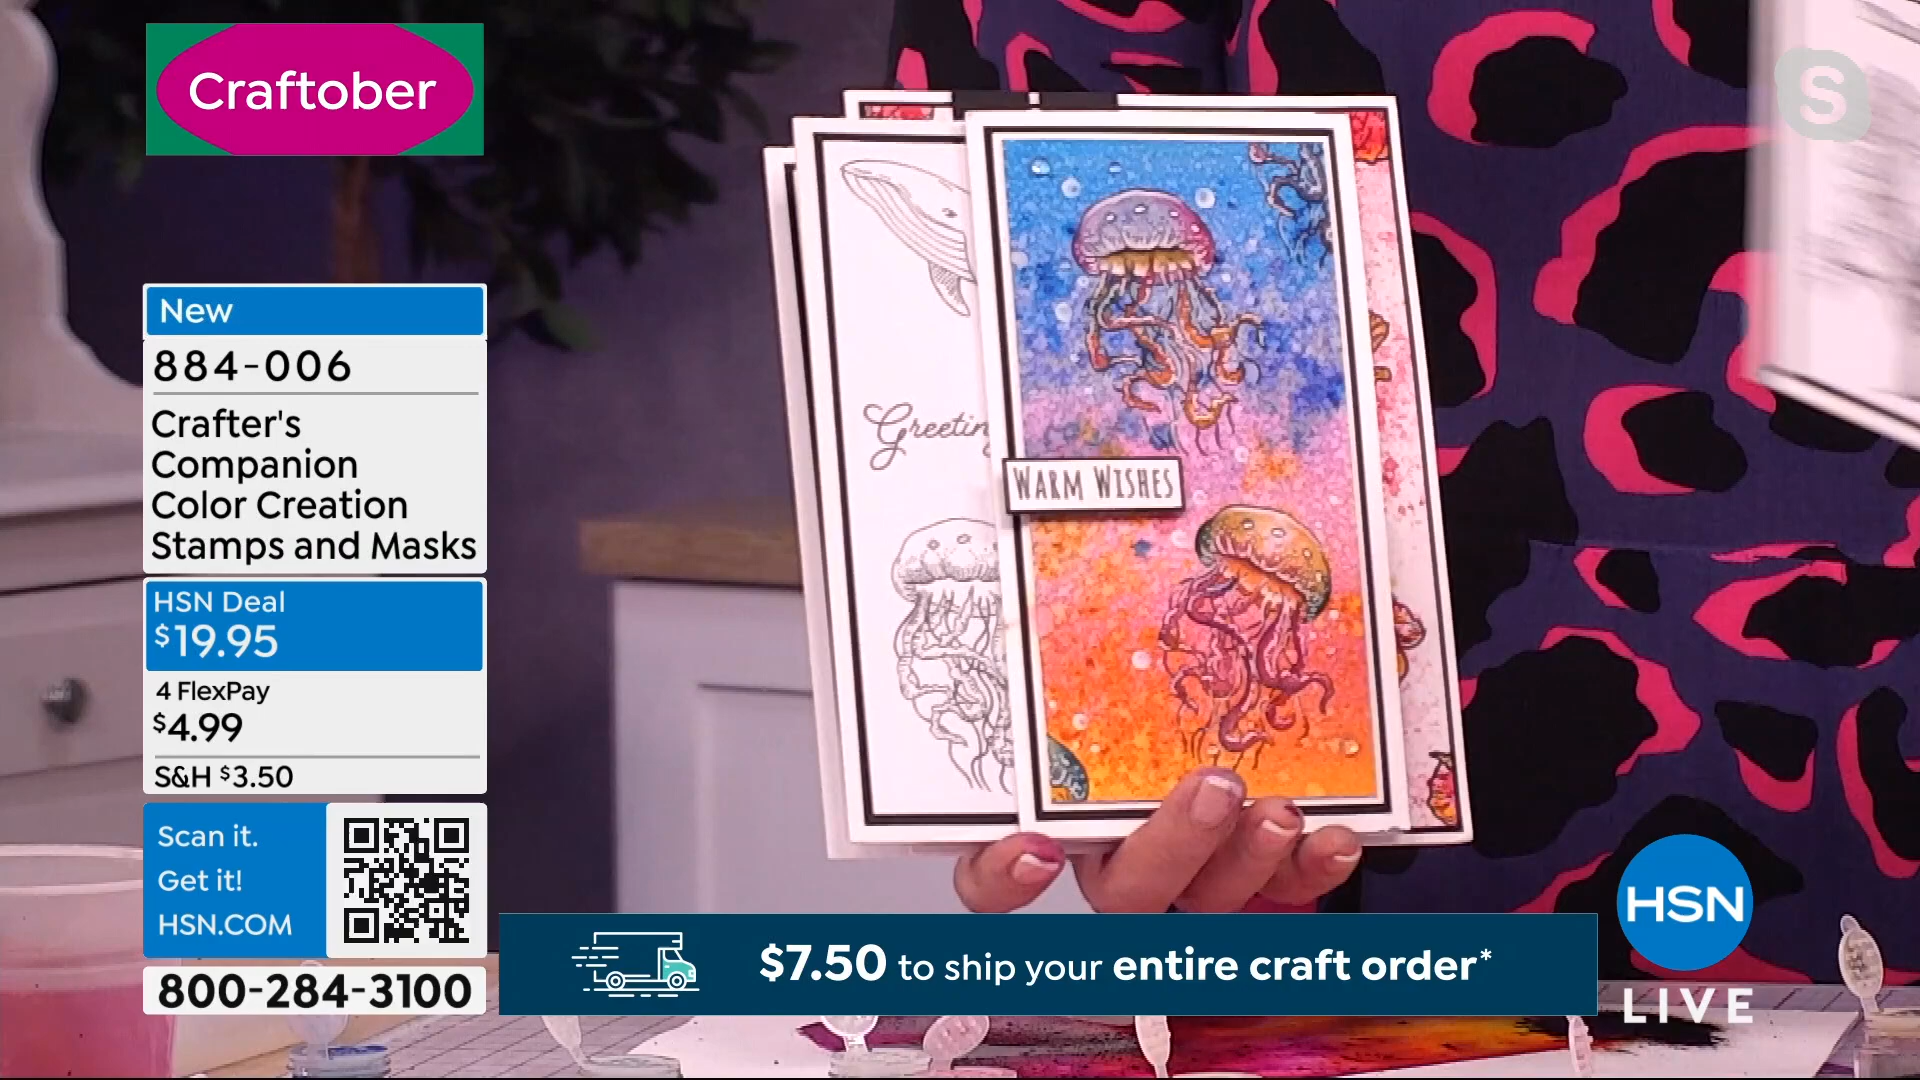 Craftober
S
New
884-006
Crafter's
Companion
Color Creation
Stamps and Masks
HSN Deal
$19.95
4 FlexPay
$4.99
S&H $3.50
Scan it.
Get it!
HSN.COM
800-284-3100
Greeting
WARM WISHES
$7.50 to ship your entire craft order*
HSN
LIVE